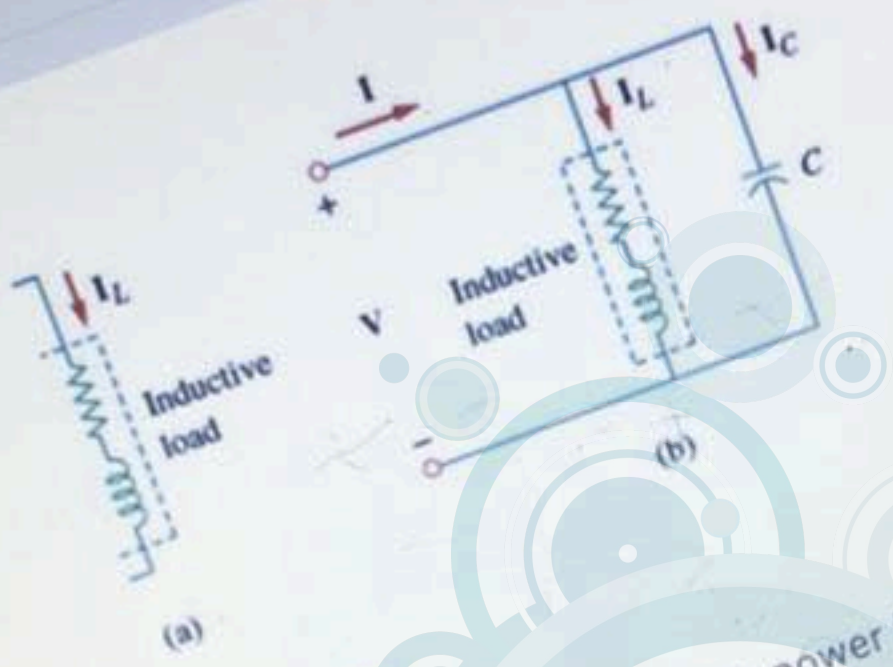 I
I_C
I_L
+
C
Inductive
load
V
−
(b)
I_L
Inductive
load
(a)
power